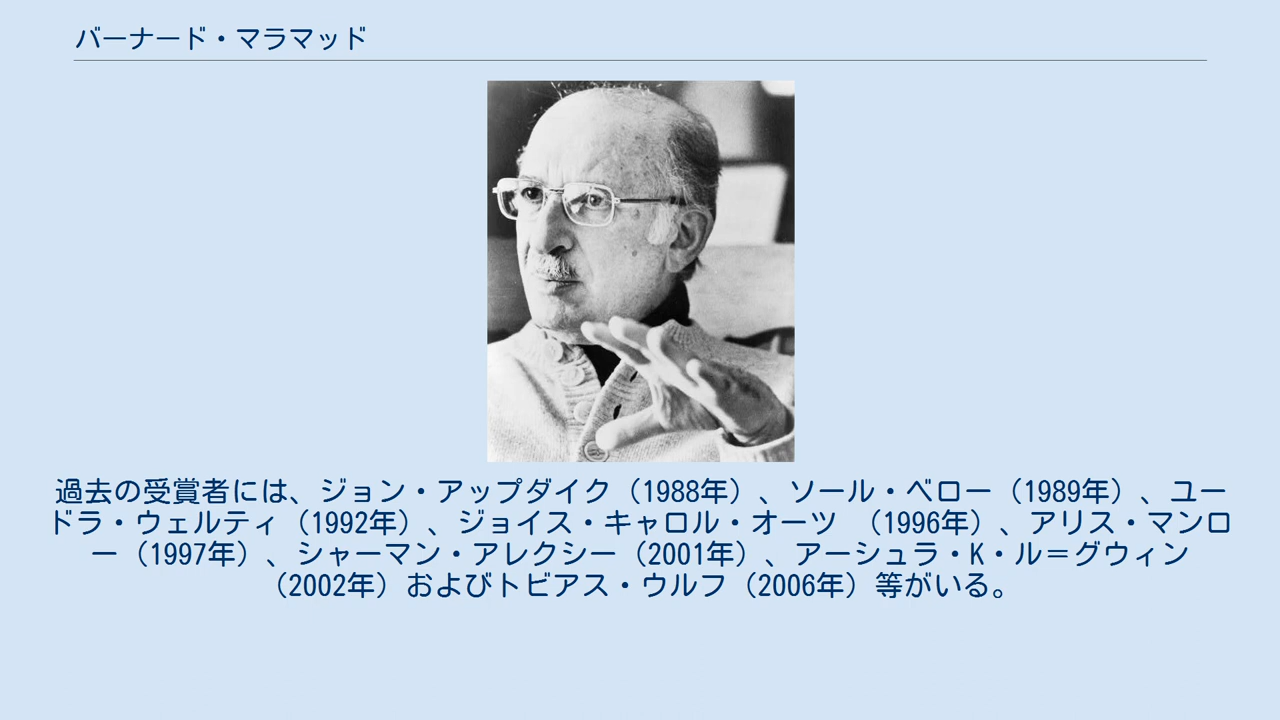 バーナード・マラマッド
過去の受賞者には、ジョン・アップダイク（1988年）、ソール・ベロー（1989年）、ユー
ドラ・ウェルティ（1992年）、ジョイス・キャロル・オーツ （1996年）、アリス・マンロ
ー（1997年）、シャーマン・アレクシー（2001年）、アーシュラ・K・ル＝グウィン
（2002年）およびトビアス・ウルフ（2006年）等がいる。